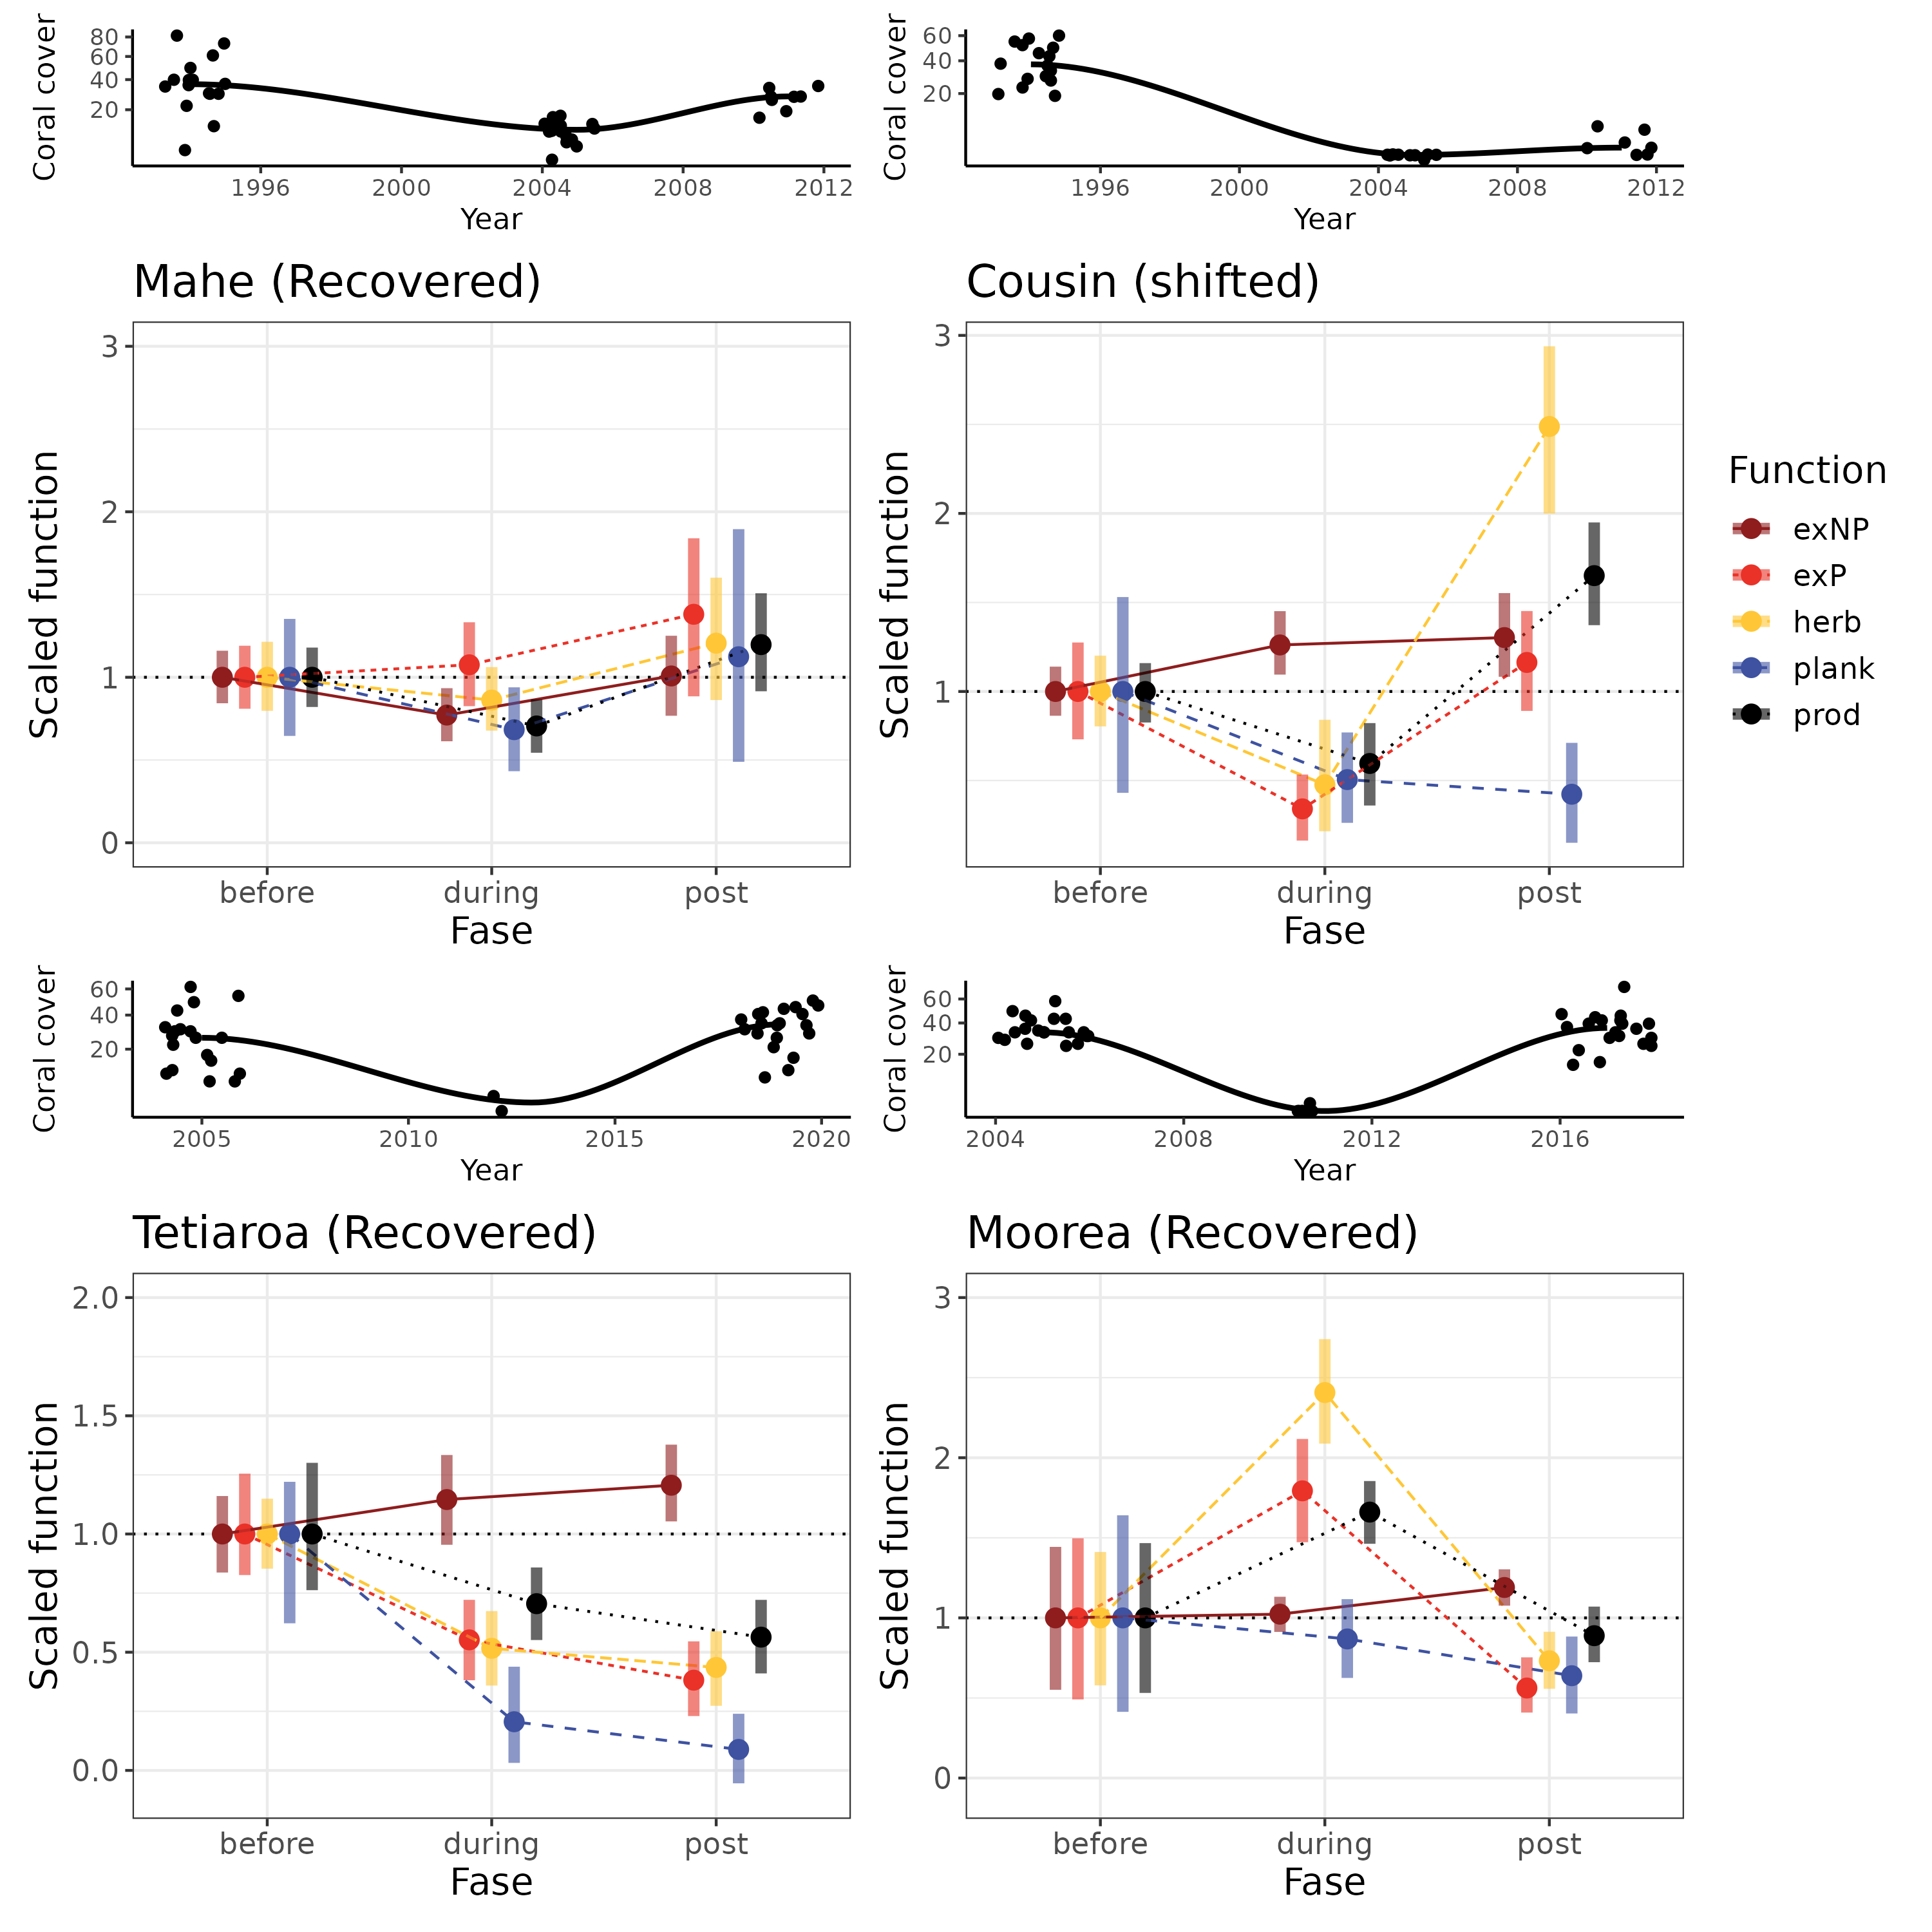 Coral cover
80
60
40
20
1996 2000 2004 2008 2012
Year
Coral cover
60
40
20
1996 2000 2004 2008 2012
Year
Mahe (Recovered)
Scaled function
3
2
1
0
before during post
Fase
Cousin (shifted)
Scaled function
3
2
1
before during post
Fase
Function
exNP
exP
herb
plank
prod
Coral cover
60
40
20
2005 2010 2015 2020
Year
Coral cover
60
40
20
2004 2008 2012 2016
Year
Tetiaroa (Recovered)
Scaled function
2.0
1.5
1.0
0.5
0.0
before during post
Fase
Moorea (Recovered)
Scaled function
3
2
1
0
before during post
Fase